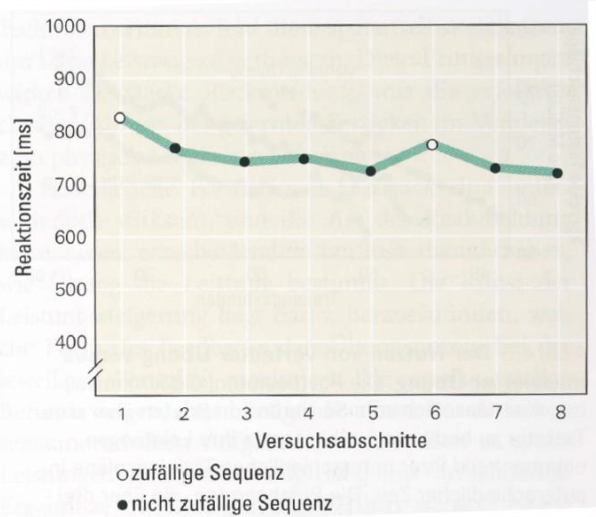 Reaktionszeit [ms]
1000
900
800
700
600
500
400
1 2 3 4 5 6 7 8
Versuchsabschnitte
○ zufällige Sequenz
● nicht zufällige Sequenz